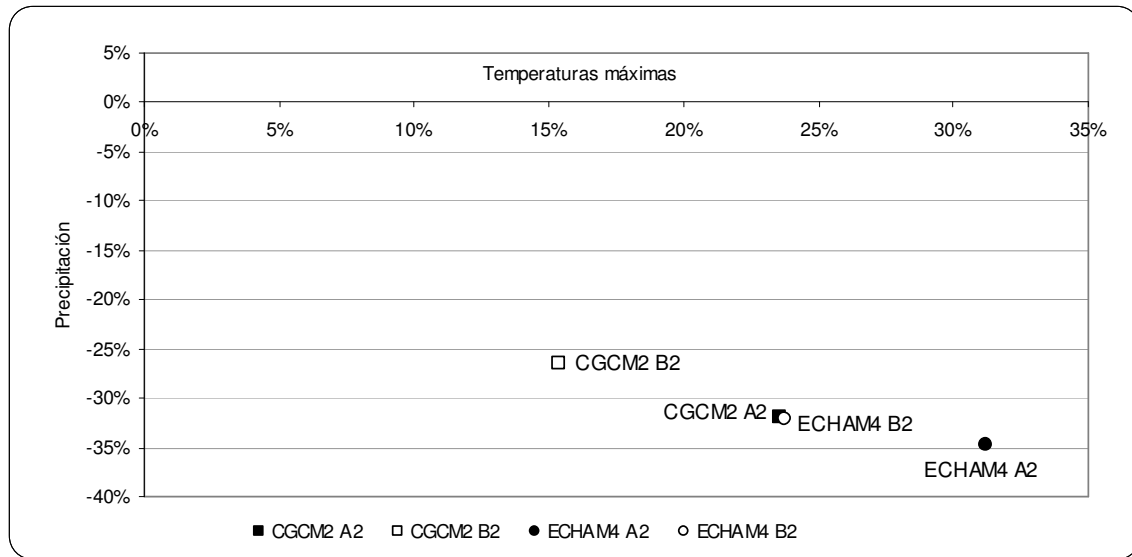 5%
Temperaturas máximas
0%
0% 5% 10% 15% 20% 25% 30% 35%
-5%
-10%
-15%
-20%
-25%
-30%
-35%
-40%
Precipitación
CGCM2 B2
CGCM2 A2
ECHAM4 B2
ECHAM4 A2
CGCM2 A2 CGCM2 B2 ECHAM4 A2 ECHAM4 B2